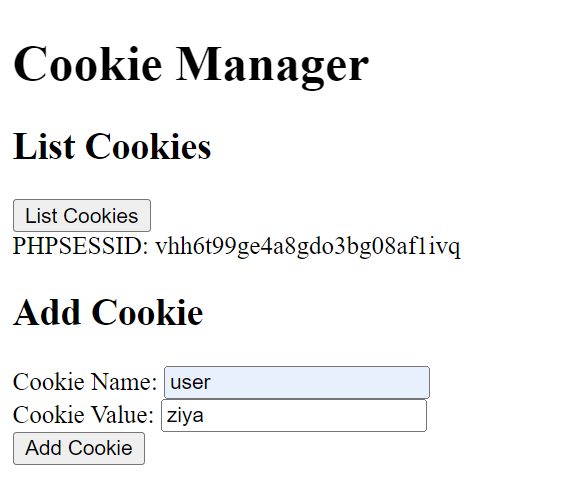 Cookie Manager
List Cookies
List Cookies
PHPSESSID: vhh6t99ge4a8gdo3bg08af1ivq
Add Cookie
Cookie Name: user
Cookie Value: ziya
Add Cookie